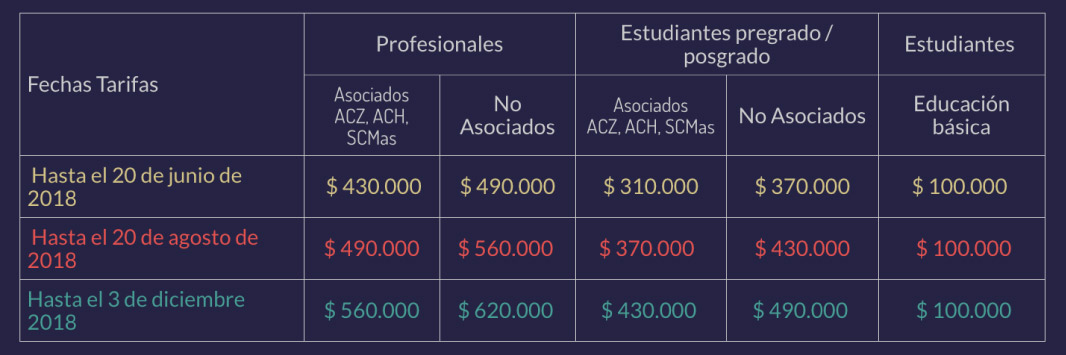 Fechas Tarifas
Profesionales
Estudiantes pregrado /
posgrado
Estudiantes
Asociados
ACZ, ACH,
SCMas
No
Asociados
Asociados
ACZ, ACH, SCMas
No Asociados
Educación
básica
Hasta el 20 de junio de
2018
$ 430.000
$ 490.000
$ 310.000
$ 370.000
$ 100.000
Hasta el 20 de agosto de
2018
$ 490.000
$ 560.000
$ 370.000
$ 430.000
$ 100.000
Hasta el 3 de diciembre
2018
$ 560.000
$ 620.000
$ 430.000
$ 490.000
$ 100.000